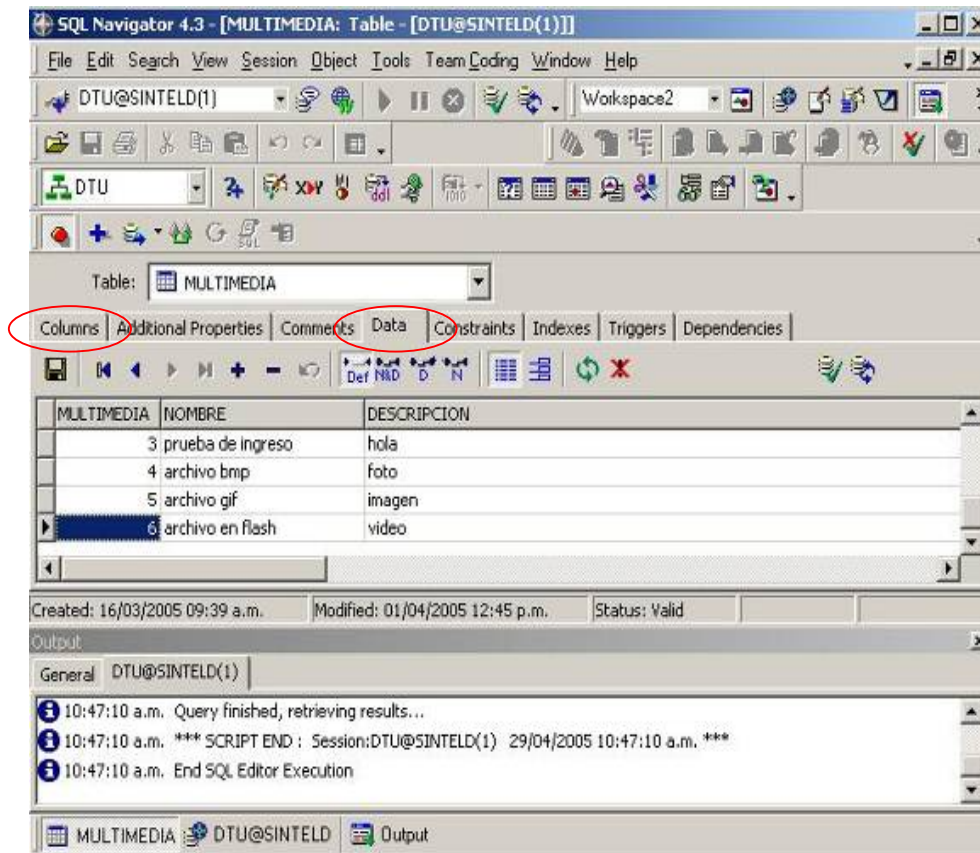 SQL Navigator 4.3 - [MULTIMEDIA: Table - [DTU@SINTELD(1)]]
File Edit Search View Session Object Tools Team Coding Window Help
DTU@SINTELD(1) Workspace2
DTU
Table: MULTIMEDIA
Columns Additional Properties Comments Data Constraints Indexes Triggers Dependencies
Def N&D D N
MULTIMEDIA NOMBRE DESCRIPCION
3 prueba de ingreso hola
4 archivo bmp foto
5 archivo gif imagen
6 archivo en flash video
Created: 16/03/2005 09:39 a.m. Modified: 01/04/2005 12:45 p.m. Status: Valid
Output
General DTU@SINTELD(1)
10:47:10 a.m. Query finished, retrieving results...
10:47:10 a.m. *** SCRIPT END : Session:DTU@SINTELD(1) 29/04/2005 10:47:10 a.m. ***
10:47:10 a.m. End SQL Editor Execution
MULTIMEDIA DTU@SINTELD Output